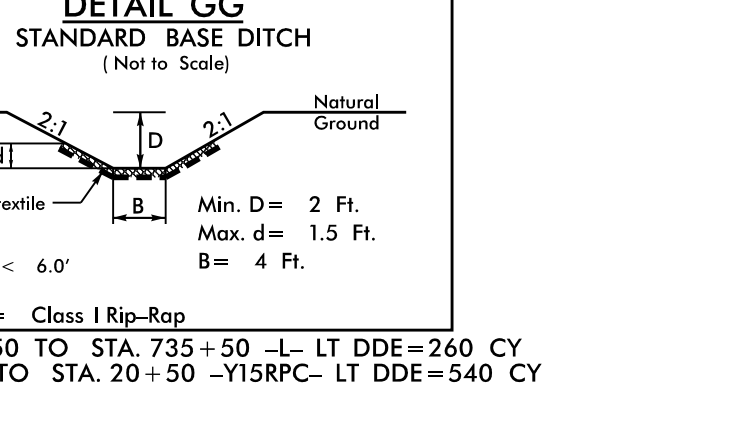 DETAIL GG
STANDARD BASE DITCH
( Not to Scale)
Natural
Ground
2:1
2:1
D
d
B
Min. D= 2 Ft.
Max. d= 1.5 Ft.
B= 4 Ft.
< 6.0'
= Class I Rip–Rap
50 TO STA. 735+50 –L– LT DDE=260 CY
TO STA. 20+50 –Y15RPC– LT DDE=540 CY